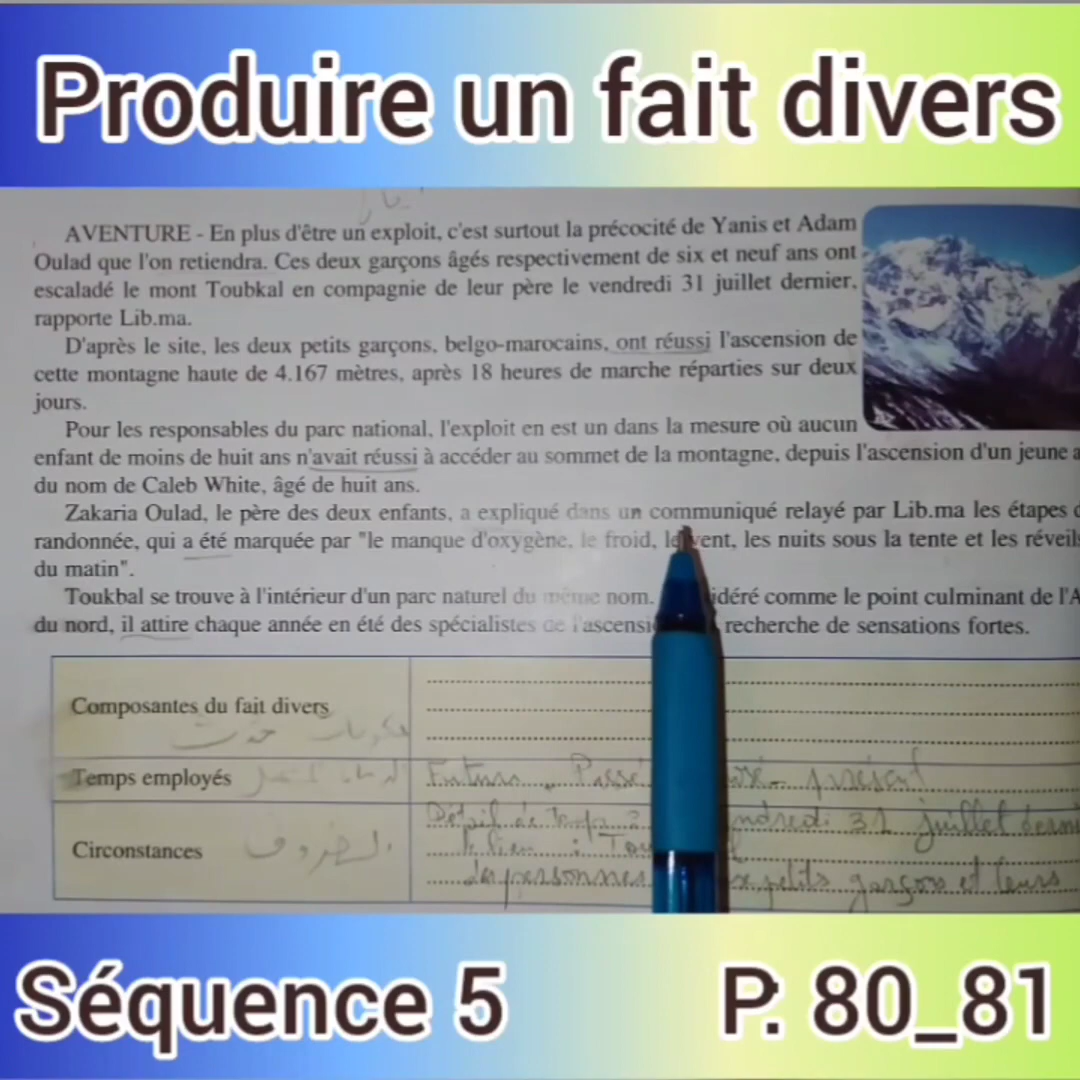 Produire un fait divers
AVENTURE - En plus d'être un exploit, c'est surtout la précocité de Yanis et Adam
Oulad que l'on retiendra. Ces deux garçons âgés respectivement de six et neuf ans ont
escaladé le mont Toubkal en compagnie de leur père le vendredi 31 juillet dernier,
rapporte Lib.ma.
D'après le site, les deux petits garçons, belgo-marocains, ont réussi l'ascension de
cette montagne haute de 4.167 mètres, après 18 heures de marche réparties sur deux
jours.
Pour les responsables du parc national, l'exploit en est un dans la mesure où aucun
enfant de moins de huit ans n'avait réussi à accéder au sommet de la montagne, depuis l'ascension d'un jeune
du nom de Caleb White, âgé de huit ans.
Zakaria Oulad, le père des deux enfants, a expliqué dans un communiqué relayé par Lib.ma les étapes
randonnée, qui a été marquée par "le manque d'oxygène, le froid, le vent, les nuits sous la tente et les réveils
du matin".
Toukbal se trouve à l'intérieur d'un parc naturel du même nom.
du nord, il attire chaque année en été des spécialistes de l'ascension recherche de sensations fortes.
Composantes du fait divers
Temps employés Futur Passé présent
Détail de temps : vendredi 31 juillet
Circonstances الظروف lieu :
des personnes petits garçons et leurs
Séquence 5 P. 80_81